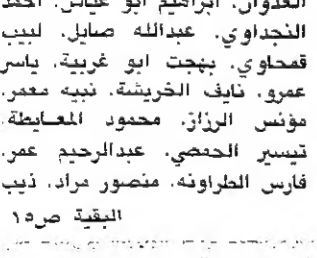 العدوان. ابراهيم ابو عياش. احمد
النجداوي. عبدالله صايل. لبيب
قمحاوي. بهجت ابو غربية. ياسر
عمرو. نايف الخريشة. نبيه معمر.
مؤنس الرزاز. محمود المعايطة.
تيسير الحمصي. عبدالرحيم عمر.
فارس الطراونه. منصور مراد. ذيب
البقية ص١٥